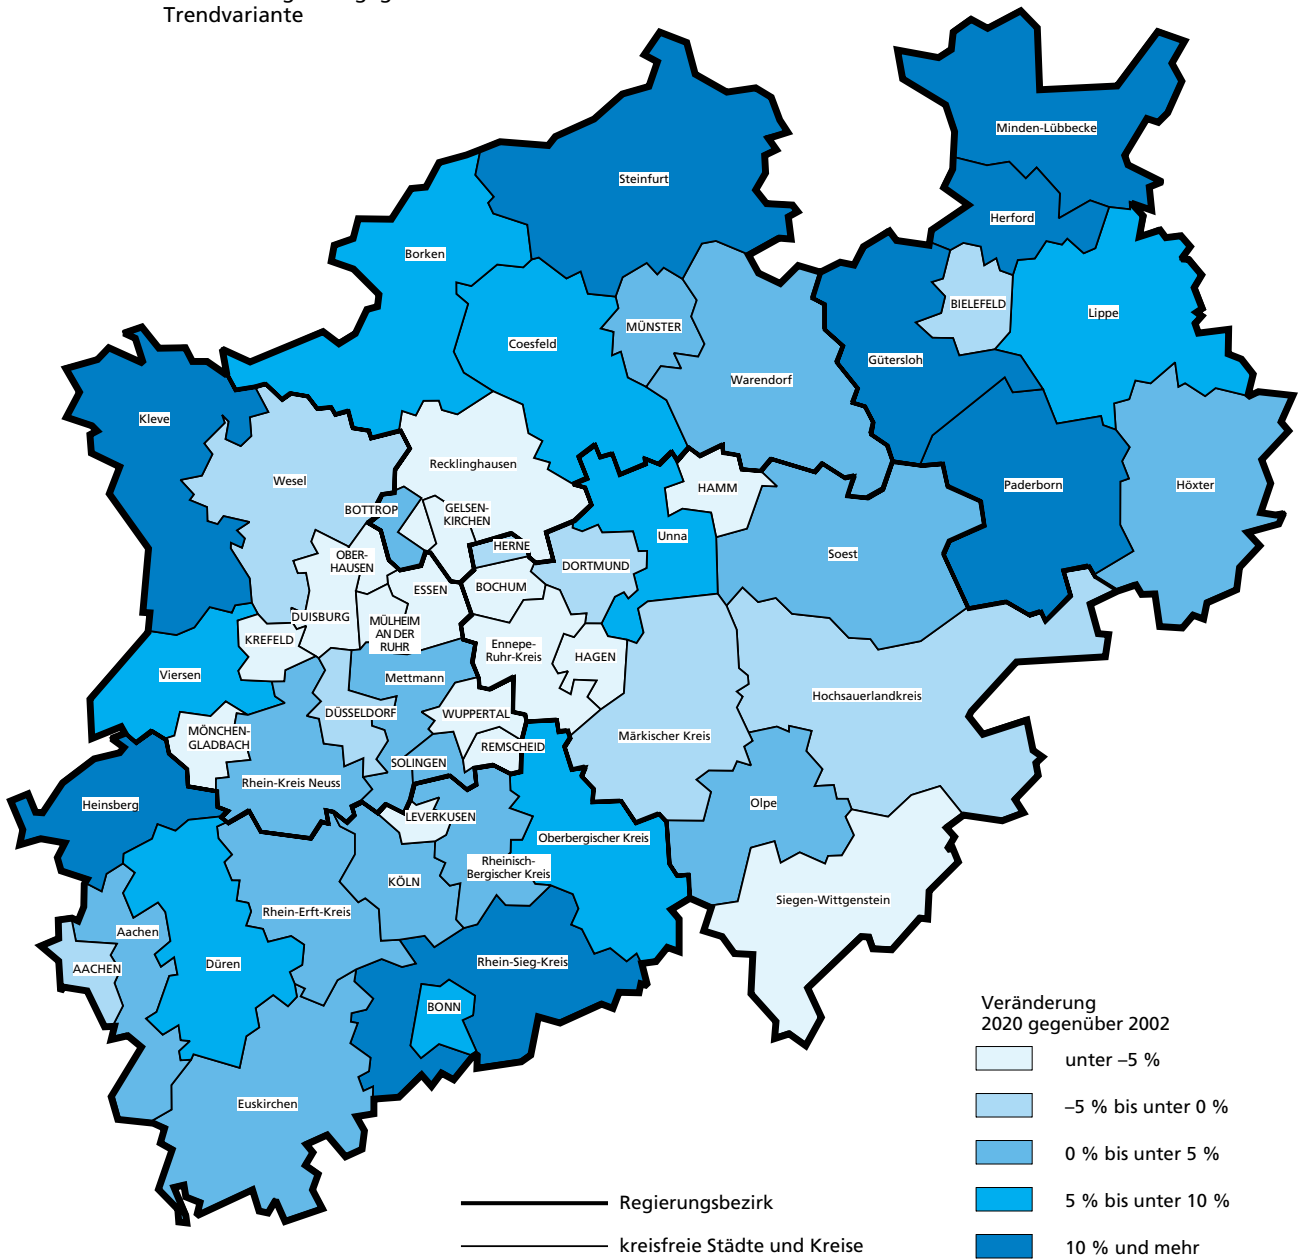 Trendvariante
Minden-Lübbecke
Steinfurt
Herford
Borken
BIELEFELD
Lippe
MÜNSTER
Coesfeld
Gütersloh
Warendorf
Kleve
Recklinghausen
Wesel
HAMM
Paderborn
Höxter
BOTTROP
GELSEN-
KIRCHEN
Unna
HERNE
Soest
OBER-
HAUSEN
DORTMUND
ESSEN
BOCHUM
DUISBURG
MÜLHEIM
AN DER
RUHR
KREFELD
Ennepe-
Ruhr-Kreis
HAGEN
Viersen
Mettmann
Hochsauerlandkreis
DÜSSELDORF
WUPPERTAL
MÖNCHEN-
GLADBACH
Märkischer Kreis
REMSCHEID
SOLINGEN
Rhein-Kreis Neuss
Heinsberg
Olpe
LEVERKUSEN
Oberbergischer Kreis
Rheinisch-
Bergischer Kreis
KÖLN
Siegen-Wittgenstein
Rhein-Erft-Kreis
Aachen
Düren
Rhein-Sieg-Kreis
AACHEN
BONN
Euskirchen
Veränderung
2020 gegenüber 2002
unter –5 %
–5 % bis unter 0 %
0 % bis unter 5 %
5 % bis unter 10 %
10 % und mehr
Regierungsbezirk
kreisfreie Städte und Kreise